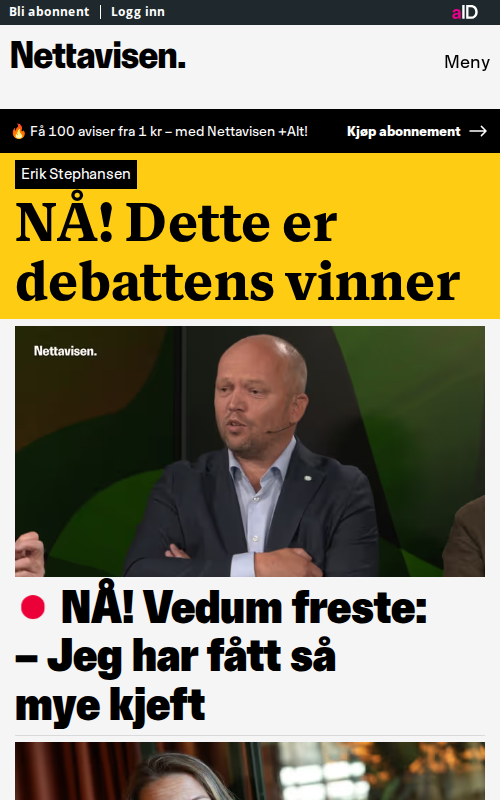 Bli abonnent | Logg inn
aID
Nettavisen.
Meny
🔥 Få 100 aviser fra 1 kr – med Nettavisen +Alt!
Kjøp abonnement →
Erik Stephansen
NÅ! Dette er
debattens vinner
Nettavisen.
NÅ! Vedum freste:
– Jeg har fått så
mye kjeft